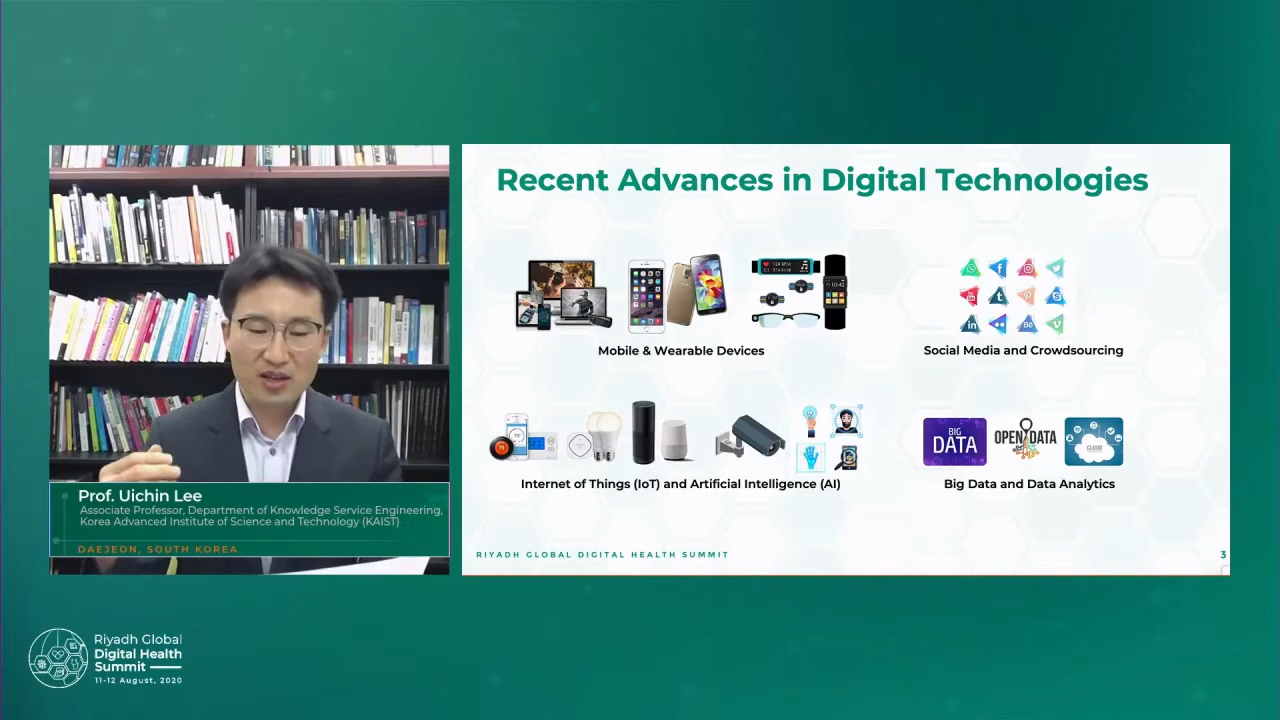 Recent Advances in Digital Technologies
Mobile & Wearable Devices
Social Media and Crowdsourcing
10:42
BIG
DATA
OPEN DATA
CLOUD
Internet of Things (IoT) and Artificial Intelligence (AI)
Big Data and Data Analytics
RIYADH GLOBAL DIGITAL HEALTH SUMMIT
3
Prof. Uichin Lee
Associate Professor, Department of Knowledge Service Engineering,
Korea Advanced Institute of Science and Technology (KAIST)
DAEJEON, SOUTH KOREA
Riyadh Global
Digital Health
Summit
11-12 August, 2020